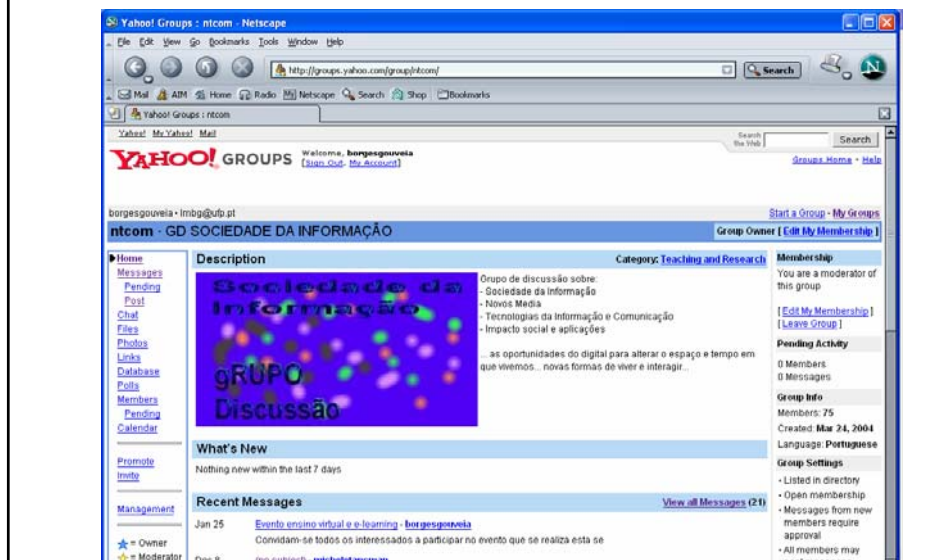 Yahoo! Groups : ntcom - Netscape
File Edit View Go Bookmarks Tools Window Help
http://groups.yahoo.com/group/ntcom/
Search
Mail AIM Home Radio Netscape Search Shop Bookmarks
Yahoo! Groups : ntcom
Yahoo! My Yahoo! Mail
Search the Web
Search
YAHOO! GROUPS
Welcome, borgesgouveia
[Sign Out, My Account]
Groups Home - Help
borgesgouveia · lmbg@ufp.pt
Start a Group - My Groups
ntcom · GD SOCIEDADE DA INFORMAÇÃO
Group Owner [ Edit My Membership ]
Home
Messages
Pending
Post
Chat
Files
Photos
Links
Database
Polls
Members
Pending
Calendar
Promote
Invite
Management
= Owner
= Moderator
Description
Category: Teaching and Research
Sociedade da
Informação
gRUPO
Discussão
Grupo de discussão sobre:
- Sociedade da Informação
- Novos Media
- Tecnologias da Informação e Comunicação
- Impacto social e aplicações
... as oportunidades do digital para alterar o espaço e tempo em
que vivemos... novas formas de viver e interagir...
What's New
Nothing new within the last 7 days
Recent Messages
View all Messages (21)
Jan 25
Evento ensino virtual e e-learning - borgesgouveia
Convidam-se todos os interessados a participar no evento que se realiza esta se
Dec 8
(no subject)
Membership
You are a moderator of
this group
[ Edit My Membership ]
[ Leave Group ]
Pending Activity
0 Members
0 Messages
Group Info
Members: 75
Created: Mar 24, 2004
Language: Portuguese
Group Settings
· Listed in directory
· Open membership
· Messages from new
members require
approval
· All members may